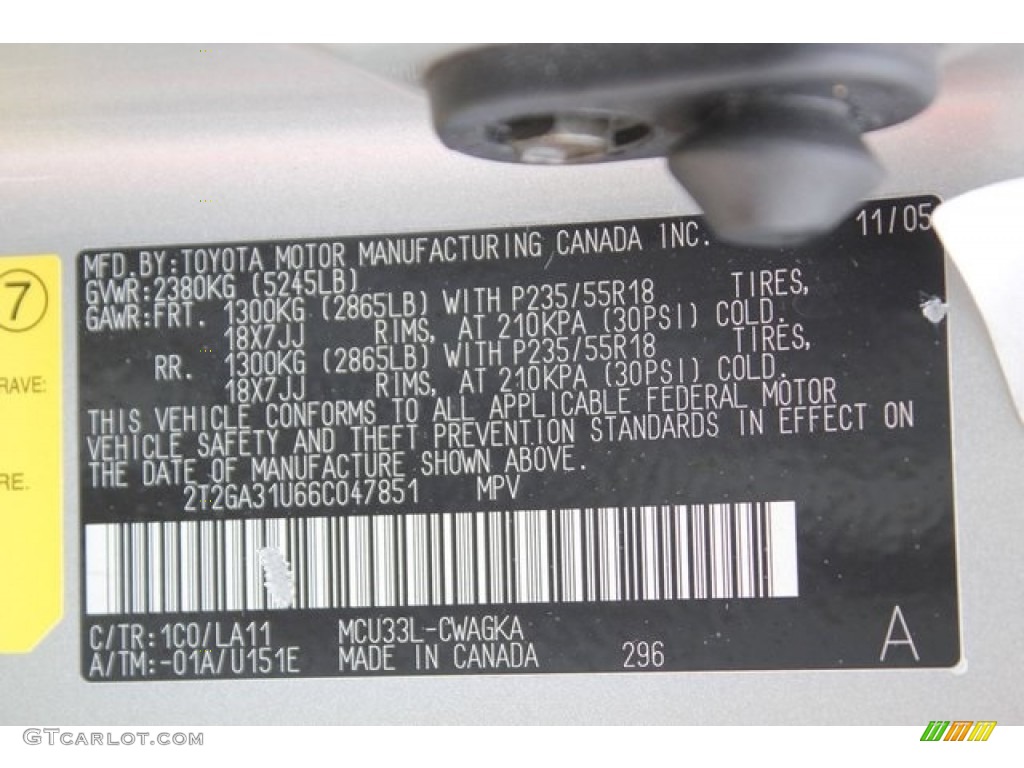 11/05
MFD.BY:TOYOTA MOTOR MANUFACTURING CANADA INC.
GVWR:2380KG (5245LB)
GAWR:FRT. 1300KG (2865LB) WITH P235/55R18 TIRES,
18X7JJ RIMS, AT 210KPA (30PSI) COLD.
RR. 1300KG (2865LB) WITH P235/55R18 TIRES,
18X7JJ RIMS, AT 210KPA (30PSI) COLD.
THIS VEHICLE CONFORMS TO ALL APPLICABLE FEDERAL MOTOR
VEHICLE SAFETY AND THEFT PREVENTION STANDARDS IN EFFECT ON
THE DATE OF MANUFACTURE SHOWN ABOVE.
2T2GA31U66C047851 MPV
C/TR:1C0/LA11 MCU33L-CWAGKA
A/TM:-01A/U151E MADE IN CANADA 296
A
7
RAVE:
RE.
GTCARLOT.COM